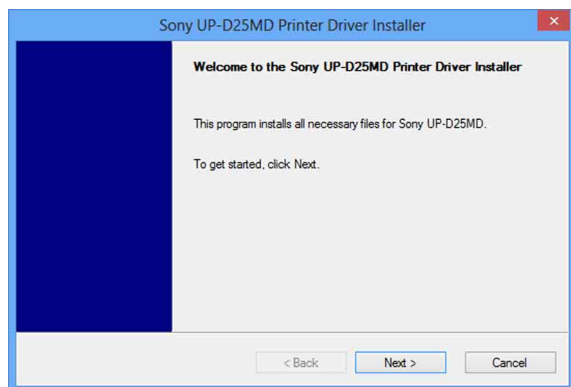 Sony UP-D25MD Printer Driver Installer
Welcome to the Sony UP-D25MD Printer Driver Installer
This program installs all necessary files for Sony UP-D25MD.
To get started, click Next.
< Back Next > Cancel